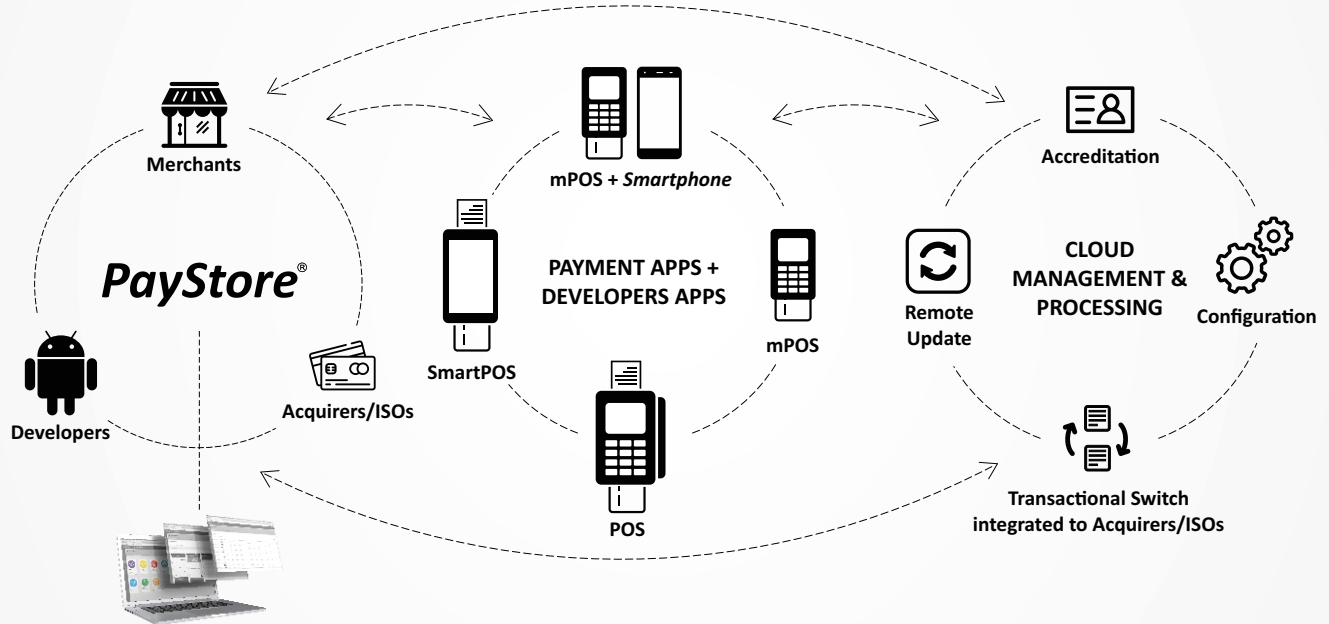 Merchants
PayStore®
Developers
Acquirers/ISOs
mPOS + Smartphone
SmartPOS
PAYMENT APPS +
DEVELOPERS APPS
mPOS
POS
Accreditation
Remote
Update
CLOUD
MANAGEMENT &
PROCESSING
Configuration
Transactional Switch
integrated to Acquirers/ISOs